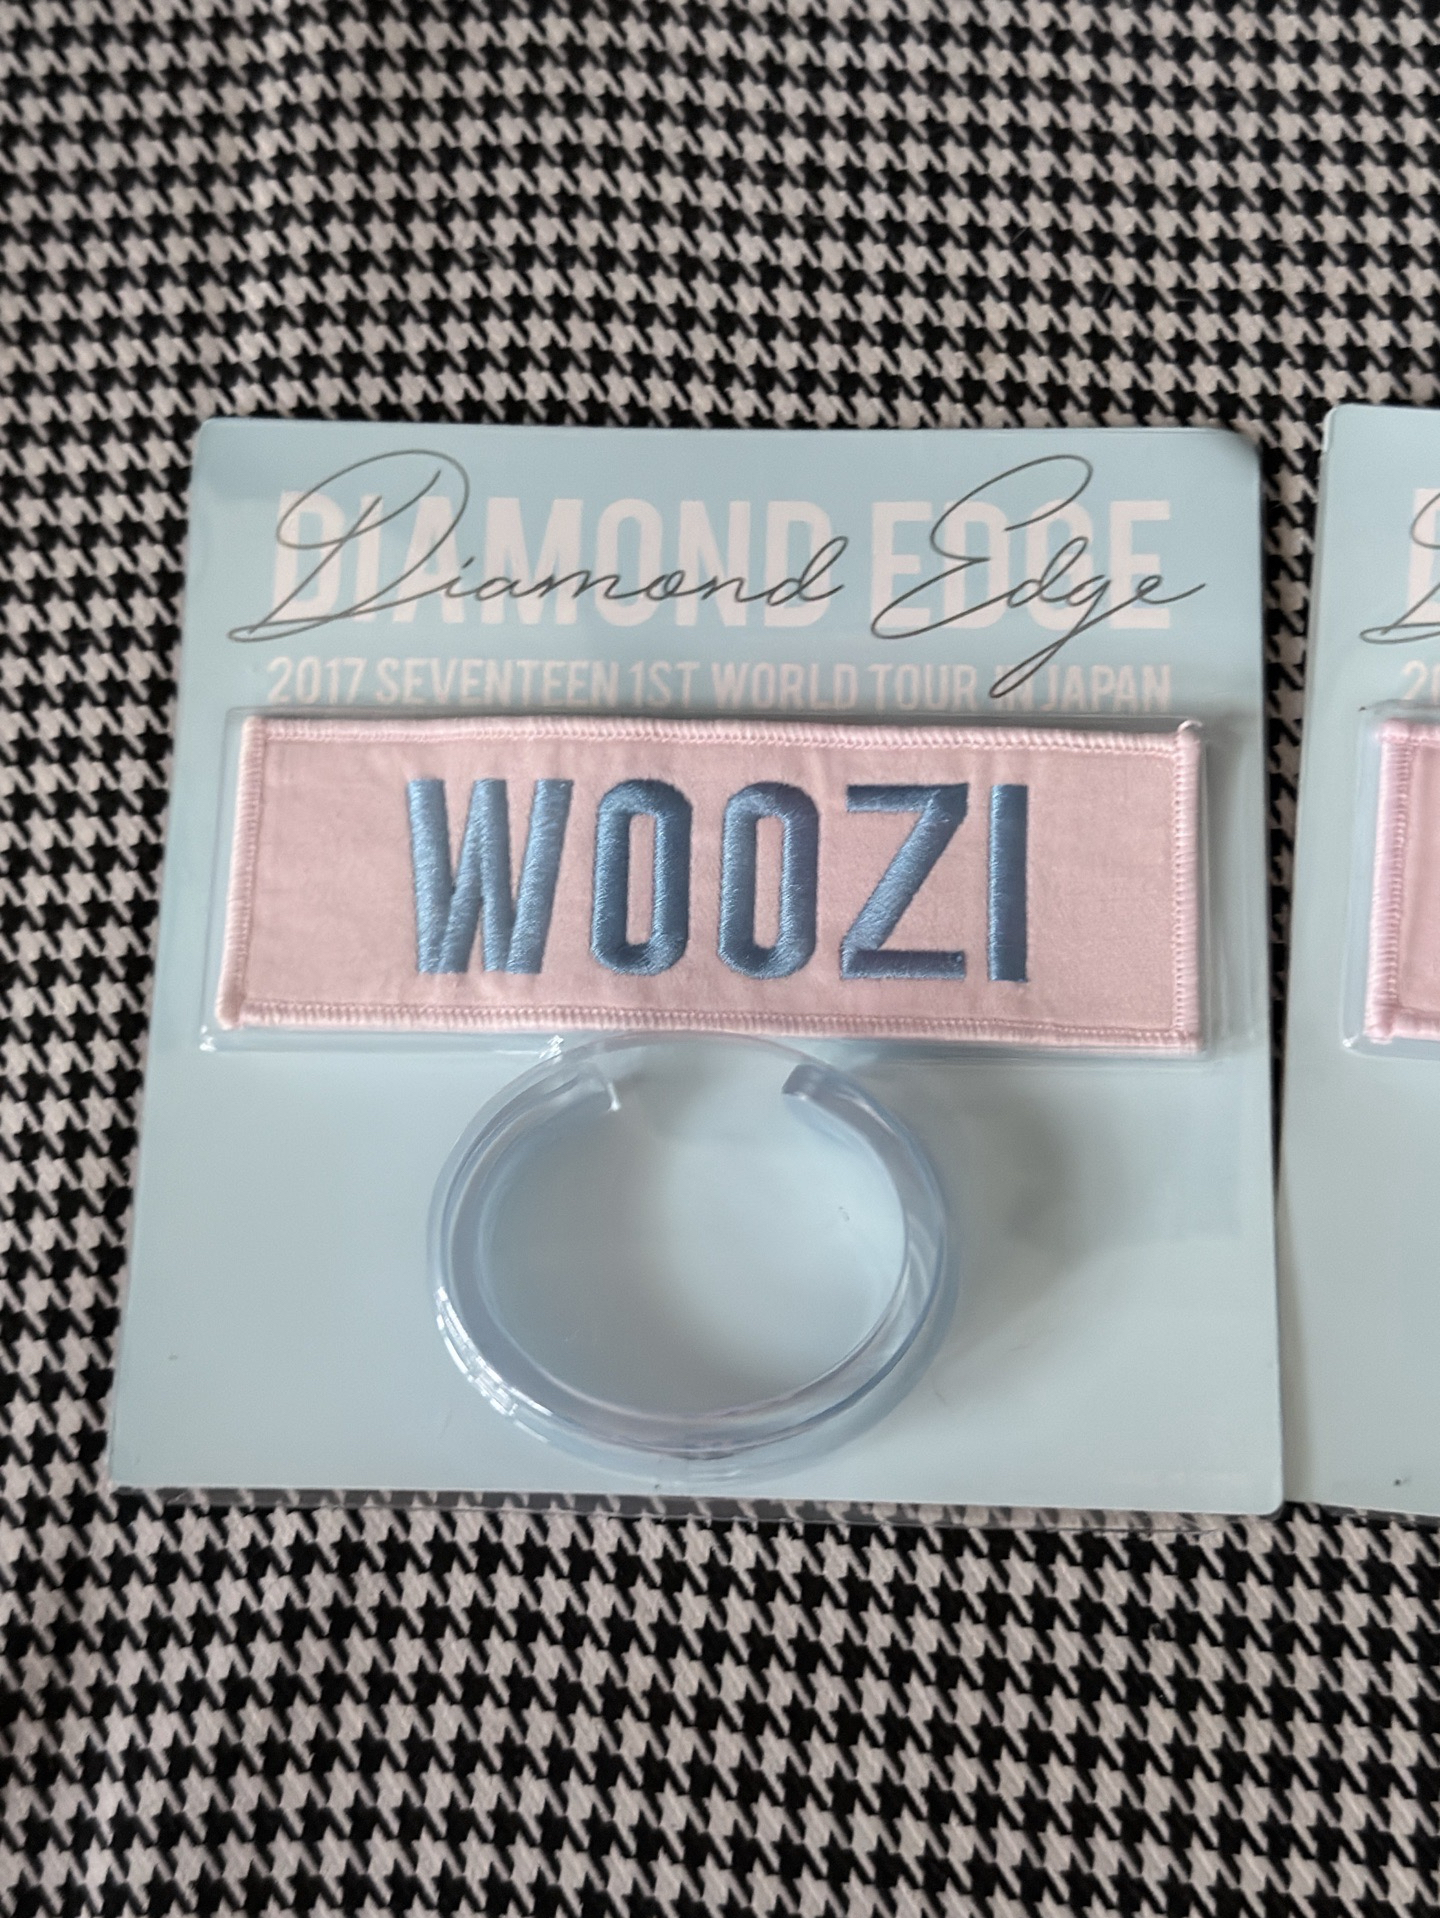 DIAMOND EDGE
Diamond Edge
2017 SEVENTEEN 1ST WORLD TOUR IN JAPAN
WOOZI